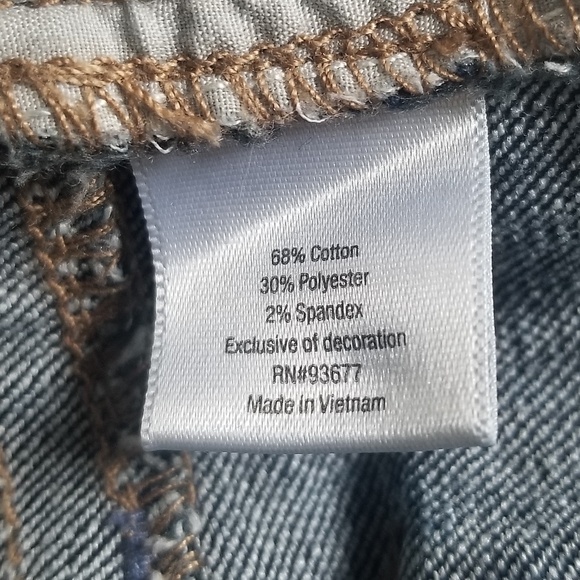 68% Cotton
30% Polyester
2% Spandex
Exclusive of decoration
RN#93677
Made in Vietnam